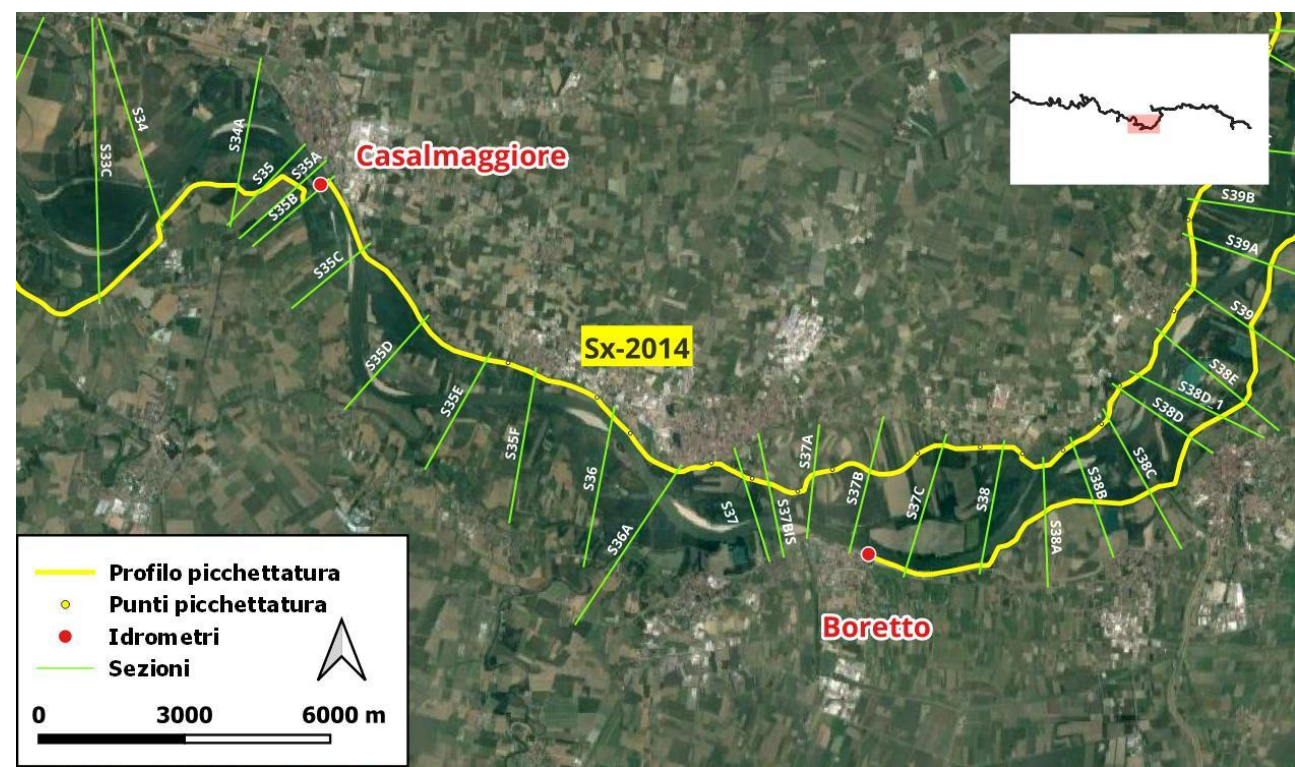 S33C
S34
S34A
S35
S35A
S35B
Casalmaggiore
S35C
S35D
S35E
S35F
Sx-2014
S36
S36A
S37
S37BIS
S37A
S37B
S37C
S38
S38A
S38B
S38C
S38D
S38D_1
S38E
S39
S39A
S39B
Boretto
Profilo picchettatura
Punti picchettatura
Idrometri
Sezioni
0 3000 6000 m